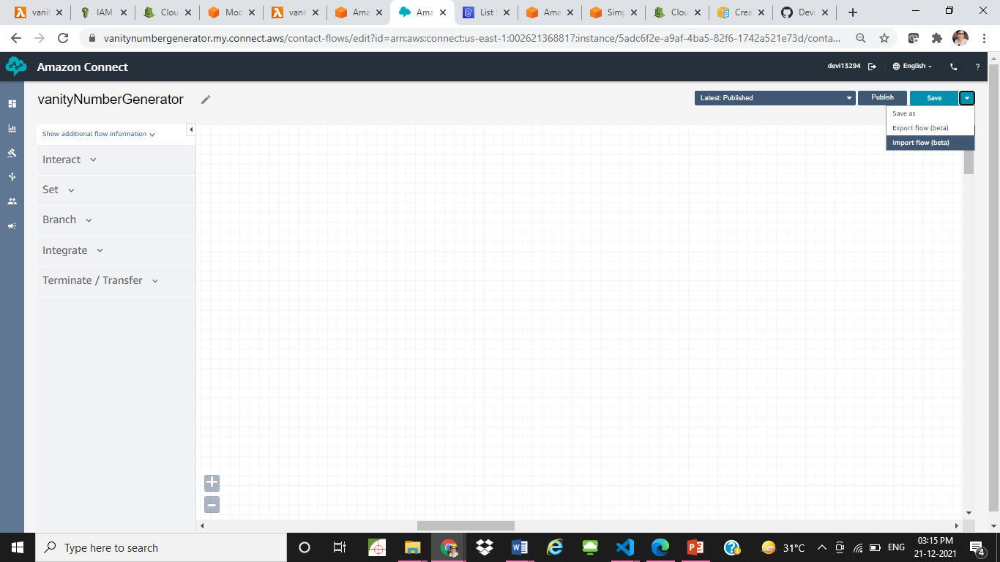 vanit
IAM
Clou
Moc
vanit
Ama
Ama
List
Ama
Simp
Clou
Crea
Devi
vanitynumbergenerator.my.connect.aws/contact-flows/edit?id=arn:aws:connect:us-east-1:002621368817:instance/5adc6f2e-a9af-4ba5-82f6-1742a521e73d/conta...
Amazon Connect
devi13294
English
?
vanityNumberGenerator
Latest: Published
Publish
Save
Save as
Export flow (beta)
Import flow (beta)
Show additional flow information
Interact
Set
Branch
Integrate
Terminate / Transfer
Type here to search
31°C
ENG
03:15 PM
21-12-2021
4